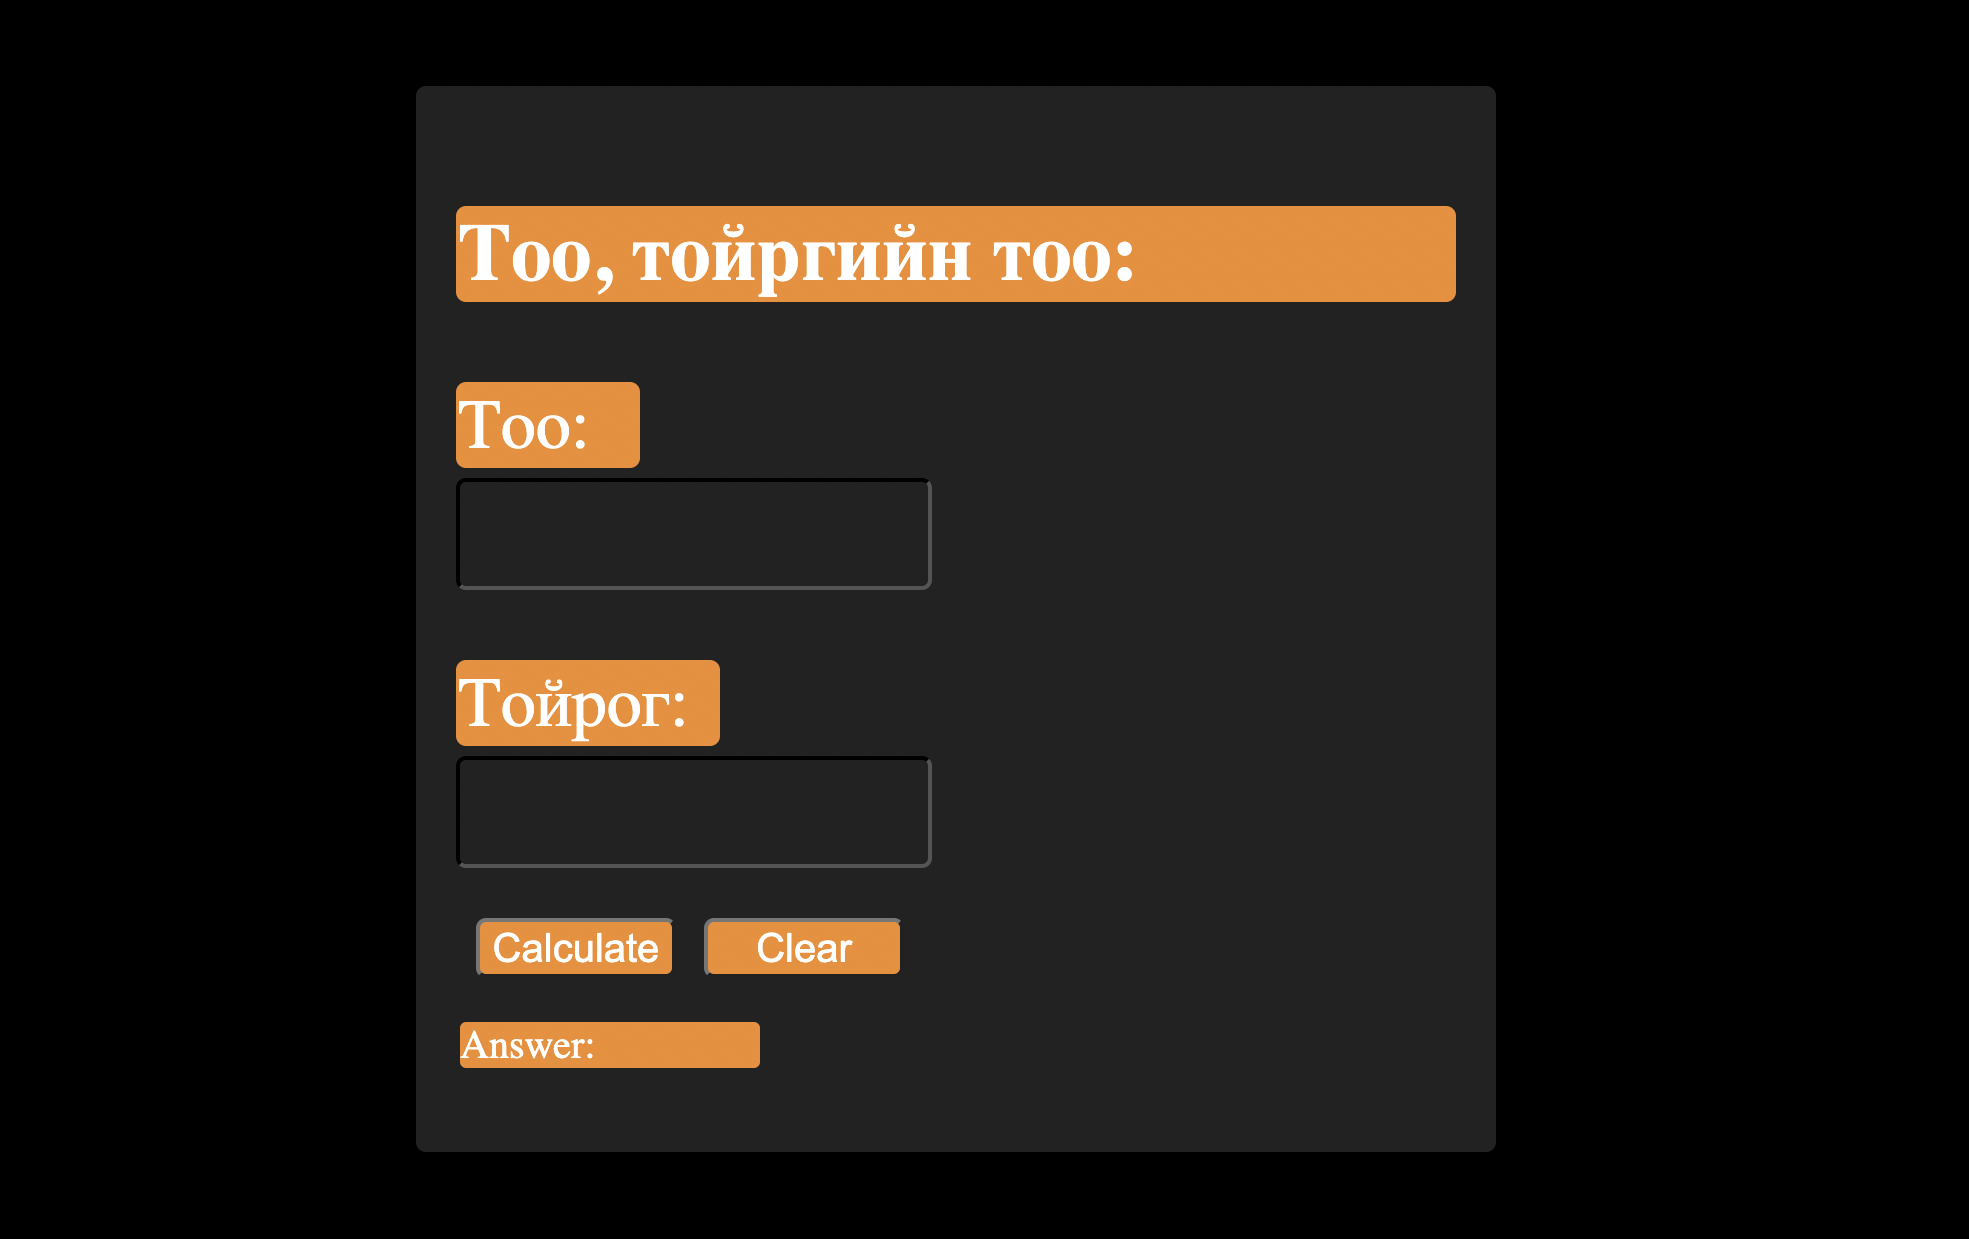 Тоо, тойргийн тоо:
Тоо:
Тойрог:
Calculate Clear
Answer: